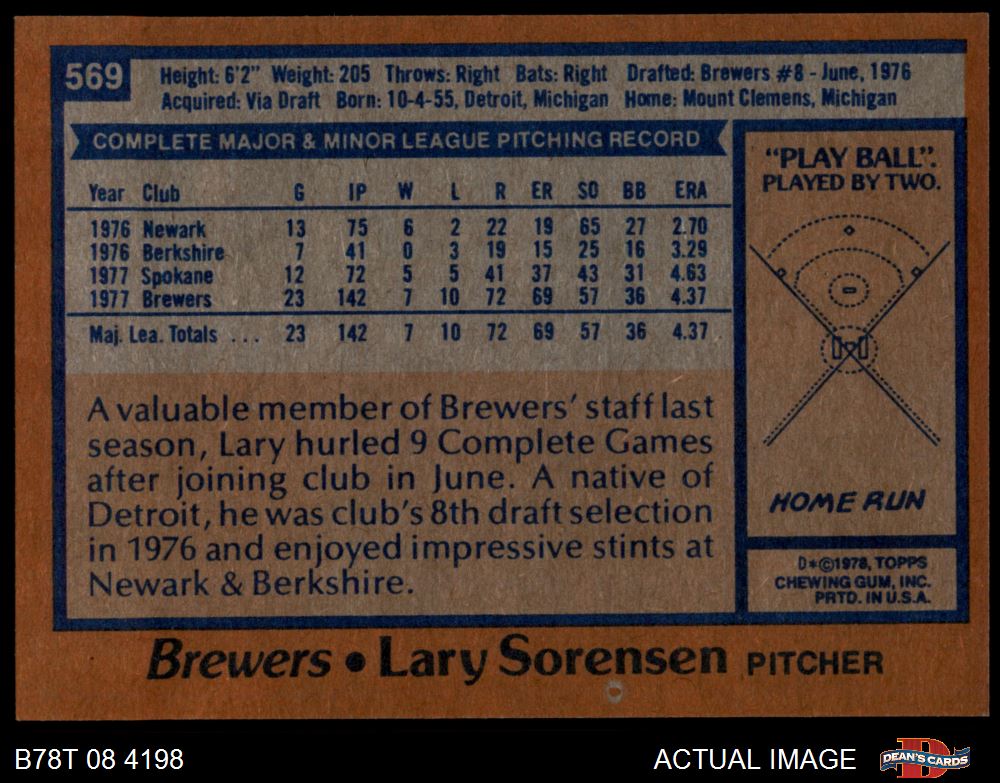 569
Height: 6'2" Weight: 205 Throws: Right Bats: Right Drafted: Brewers #8 - June, 1976
Acquired: Via Draft Born: 10-4-55, Detroit, Michigan Home: Mount Clemens, Michigan
COMPLETE MAJOR & MINOR LEAGUE PITCHING RECORD
Year Club G IP W L R ER SO BB ERA
1976 Newark 13 75 6 2 22 19 65 27 2.70
1976 Berkshire 7 41 0 3 19 15 25 16 3.29
1977 Spokane 12 72 5 5 41 37 43 31 4.63
1977 Brewers 23 142 7 10 72 69 57 36 4.37
Maj. Lea. Totals ... 23 142 7 10 72 69 57 36 4.37
A valuable member of Brewers' staff last
season, Lary hurled 9 Complete Games
after joining club in June. A native of
Detroit, he was club's 8th draft selection
in 1976 and enjoyed impressive stints at
Newark & Berkshire.
"PLAY BALL".
PLAYED BY TWO.
HOME RUN
D*©1978, TOPPS
CHEWING GUM, INC.
PRTD. IN U.S.A.
Brewers • Lary Sorensen PITCHER
B78T 08 4198
ACTUAL IMAGE
DEAN'S CARDS